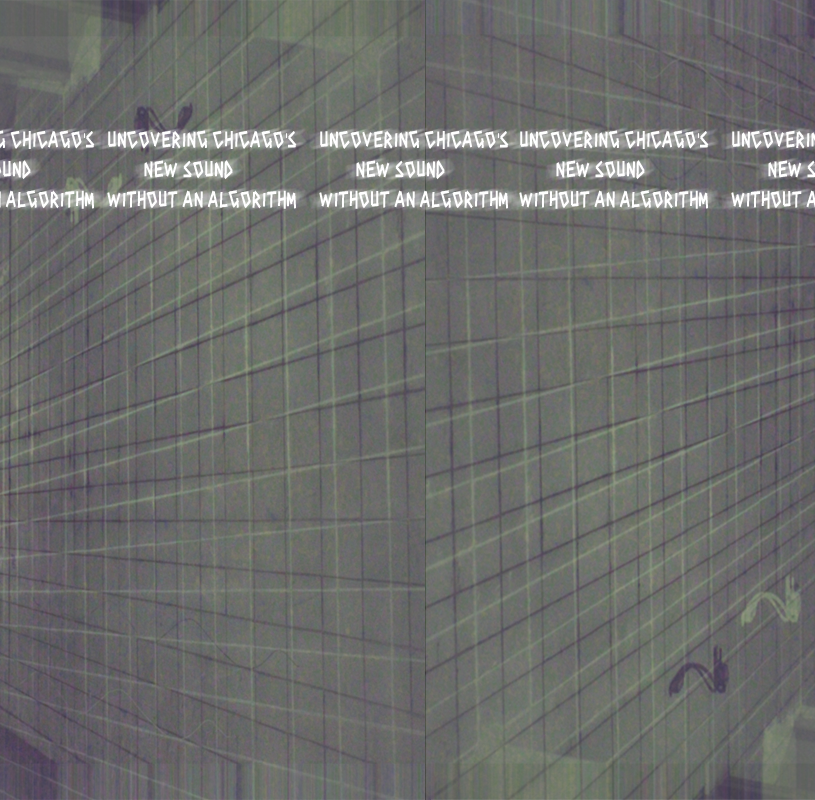 G CHICAGO'S UNCOVERING CHICAGO'S UNCOVERING CHICAGO'S UNCOVERING CHICAGO'S UNCOVERIN
OUND NEW SOUND NEW SOUND NEW SOUND NEW S
N ALGORITHM WITHOUT AN ALGORITHM WITHOUT AN ALGORITHM WITHOUT AN ALGORITHM WITHOUT A